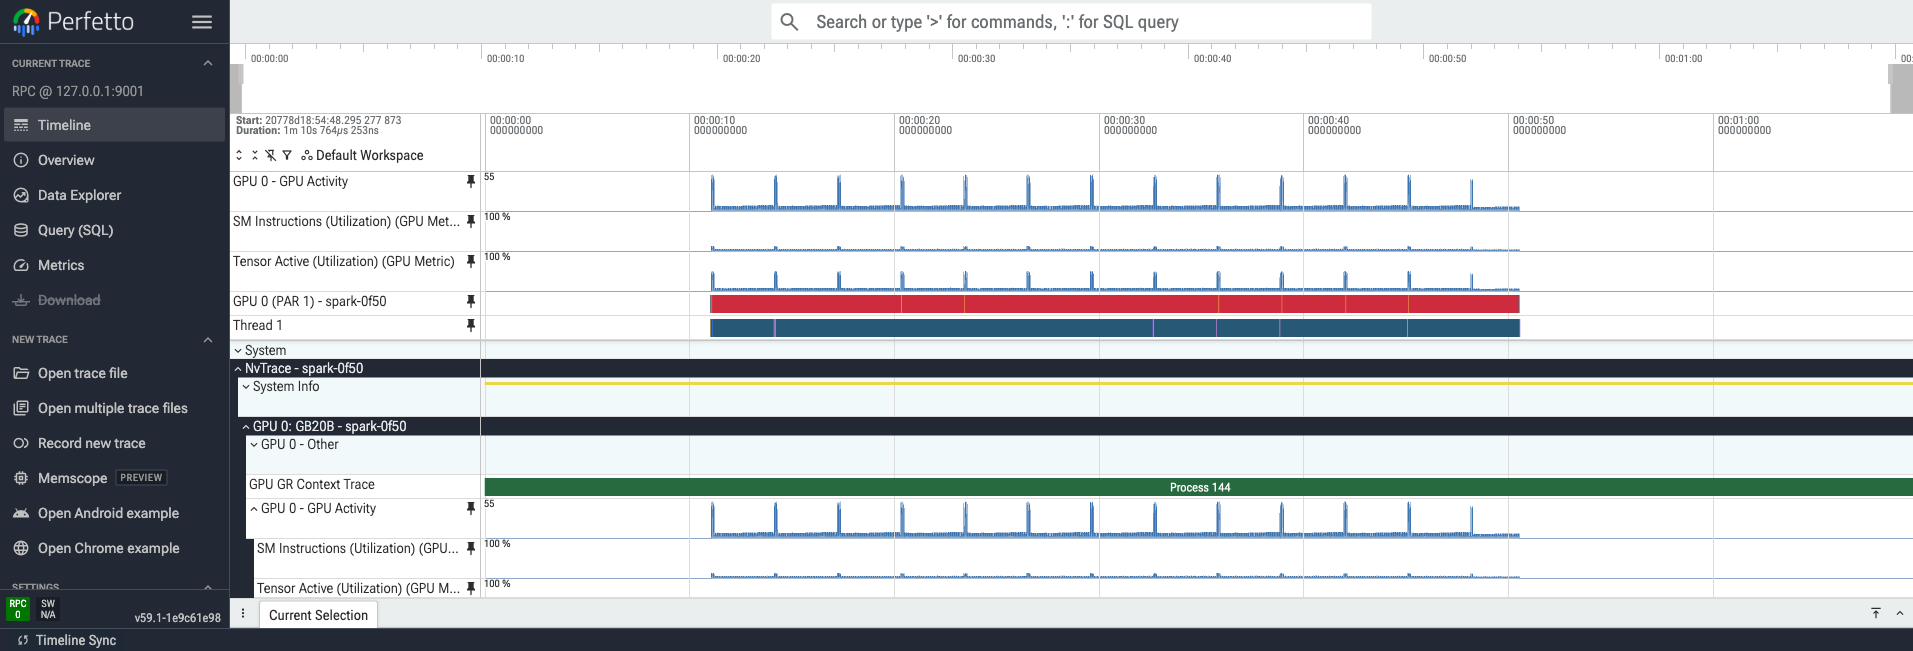 Perfetto
Search or type '>' for commands, ':' for SQL query
CURRENT TRACE
RPC @ 127.0.0.1:9001
Timeline
Overview
Data Explorer
Query (SQL)
Metrics
Download
NEW TRACE
Open trace file
Open multiple trace files
Record new trace
Memscope PREVIEW
Open Android example
Open Chrome example
SETTINGS
RPC 0
SW N/A
v59.1-1e9c61e98
Timeline Sync
00:00:00 00:00:10 00:00:20 00:00:30 00:00:40 00:00:50 00:01:00 00:
Start: 20778d18:54:48.295 277 873
Duration: 1m 10s 764µs 253ns
00:00:00 00:00:10 00:00:20 00:00:30 00:00:40 00:00:50 00:01:00
000000000 000000000 000000000 000000000 000000000 000000000 000000000
Default Workspace
GPU 0 - GPU Activity 55
SM Instructions (Utilization) (GPU Met... 100 %
Tensor Active (Utilization) (GPU Metric) 100 %
GPU 0 (PAR 1) - spark-0f50
Thread 1
System
NvTrace - spark-0f50
System Info
GPU 0: GB20B - spark-0f50
GPU 0 - Other
GPU GR Context Trace Process 144
GPU 0 - GPU Activity 55
SM Instructions (Utilization) (GPU... 100 %
Tensor Active (Utilization) (GPU M... 100 %
Current Selection